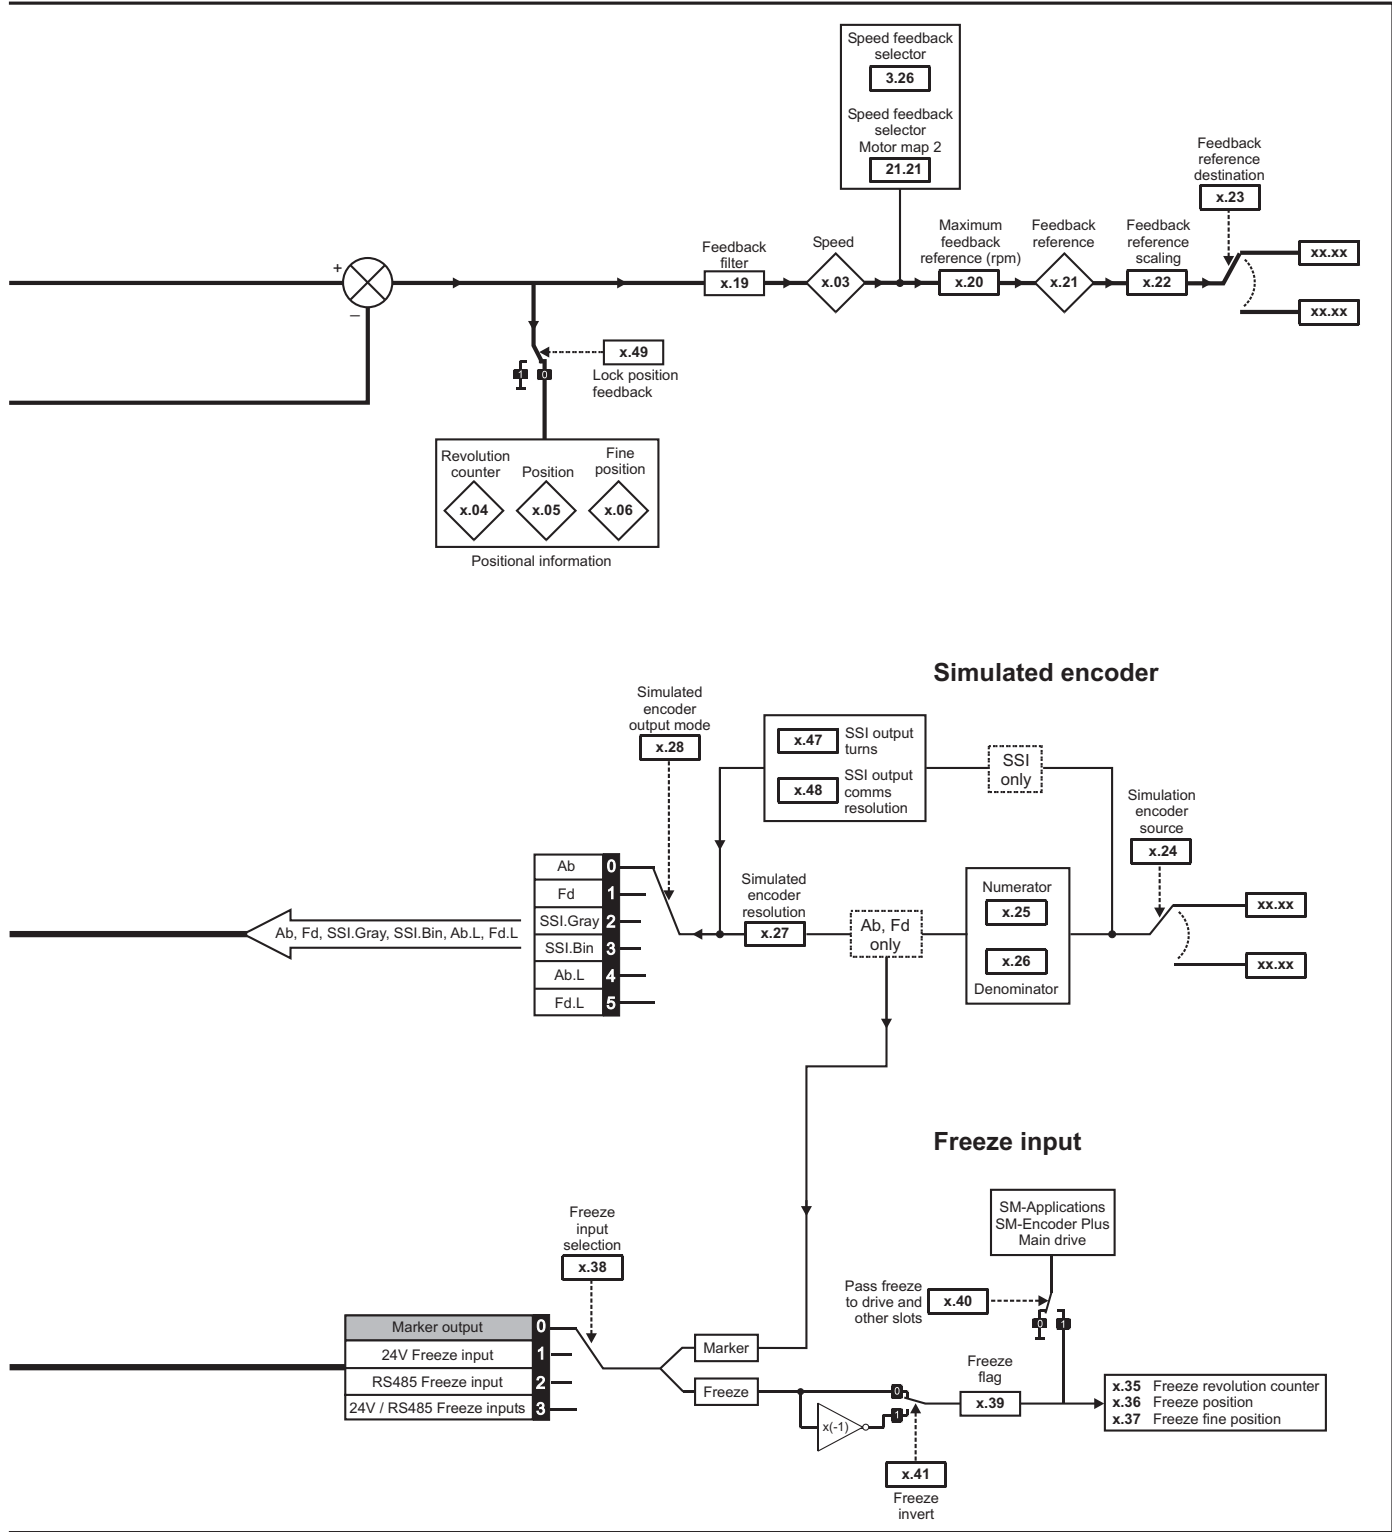 Speed feedback
selector
3.26
Speed feedback
selector
Motor map 2
21.21
Feedback
reference
destination
x.23
+
–
Feedback
filter
x.19
Speed
x.03
Maximum
feedback
reference (rpm)
x.20
Feedback
reference
x.21
Feedback
reference
scaling
x.22
xx.xx
xx.xx
x.49
Lock position
feedback
1
0
Revolution
counter
x.04
Position
x.05
Fine
position
x.06
Positional information
Simulated encoder
Simulated
encoder
output mode
x.28
x.47 SSI output
turns
x.48 SSI output
comms
resolution
SSI
only
Simulation
encoder
source
x.24
Ab 0
Fd 1
SSI.Gray 2
SSI.Bin 3
Ab.L 4
Fd.L 5
Ab, Fd, SSI.Gray, SSI.Bin, Ab.L, Fd.L
Simulated
encoder
resolution
x.27
Ab, Fd
only
Numerator
x.25
x.26
Denominator
xx.xx
xx.xx
Freeze input
SM-Applications
SM-Encoder Plus
Main drive
Freeze
input
selection
x.38
Pass freeze
to drive and
other slots
x.40
0
1
Marker output 0
24V Freeze input 1
RS485 Freeze input 2
24V / RS485 Freeze inputs 3
Marker
Freeze
x(-1)
0
1
Freeze
flag
x.39
x.35 Freeze revolution counter
x.36 Freeze position
x.37 Freeze fine position
x.41
Freeze
invert